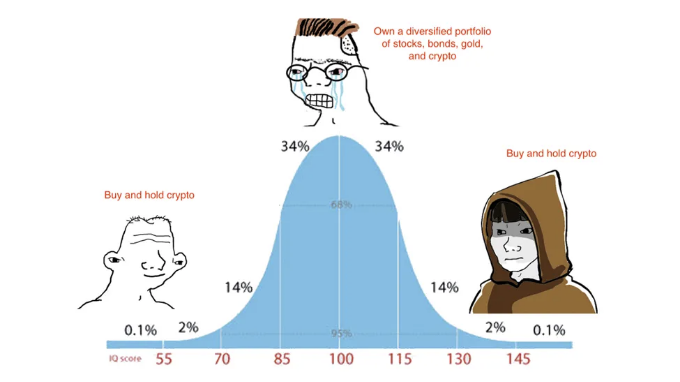 Own a diversified portfolio
of stocks, bonds, gold,
and crypto
34%
34%
Buy and hold crypto
Buy and hold crypto
68%
14%
14%
0.1%
2%
95%
2%
0.1%
IQ score 55 70 85 100 115 130 145